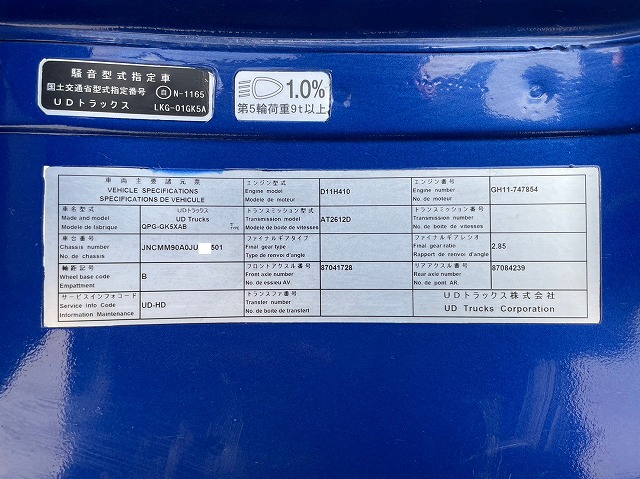 騒音型式指定車
国土交通省型式指定番号 自 N-1165
UDトラックス LKG-01GK5A
1.0%
第5輪荷重9t以上
車両主要諸元票
VEHICLE SPECIFICATIONS
SPECIFICATIONS DE VEHICULE
エンジン型式
Engine model
Modele de moteur
D11H410
エンジン番号
Engine number
No. de moteur
GH11-747854
車名型式
Made and model
Modele de fabrique
UDトラックス
UD Trucks
QPG-GK5XAB
トランスミッション型式
Transmission model
Modele de boite de vitesses
AT2612D
トランスミッション番号
Transmission number
No. de boite de vitesses
車台番号
Chassis number
No. de chassis
JNCMM90A0JU 501
ファイナルギアタイプ
Final gear type
Type de renvoi d'angle
ファイナルギアレシオ
Final gear ratio
Rapport de renvoi d'angle
2.85
軸距記号
Wheel base code
Empattment
B
フロントアクスル番号
Front axle number
No. de essieu AV.
87041728
リアアクスル番号
Rear axle number
No. de pont AR.
87084239
サービスインフォコード
Service info Code
Information Maintenance
UD-HD
トランスファ番号
Transfer number
No. de boite de transfert
UDトラックス株式会社
UD Trucks Corporation